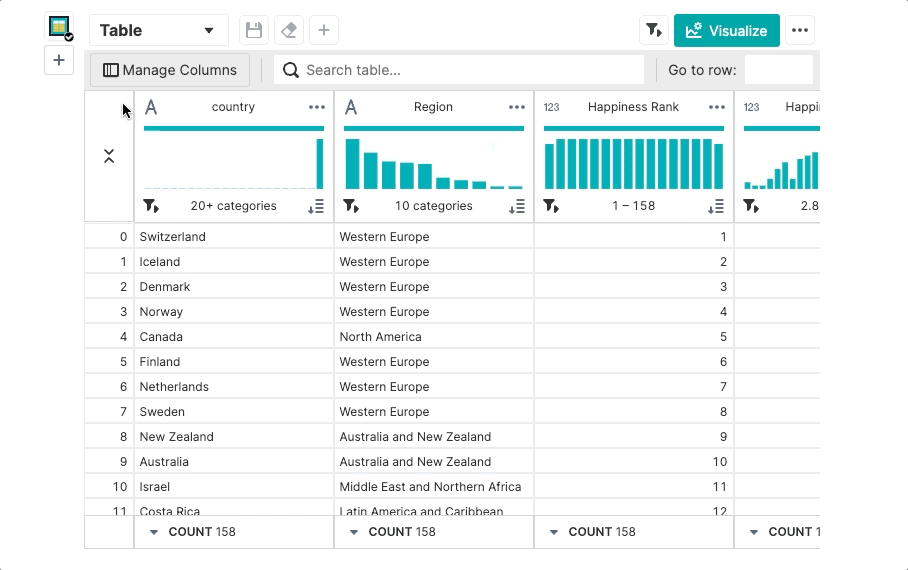 Table
Visualize
Manage Columns
Search table...
Go to row:
country Region 123 Happiness Rank 123 Happi
20+ categories 10 categories 1 – 158 2.8
0 Switzerland Western Europe 1
1 Iceland Western Europe 2
2 Denmark Western Europe 3
3 Norway Western Europe 4
4 Canada North America 5
5 Finland Western Europe 6
6 Netherlands Western Europe 7
7 Sweden Western Europe 8
8 New Zealand Australia and New Zealand 9
9 Australia Australia and New Zealand 10
10 Israel Middle East and Northern Africa 11
11 Costa Rica Latin America and Caribbean 12
COUNT 158 COUNT 158 COUNT 158 COUNT 1